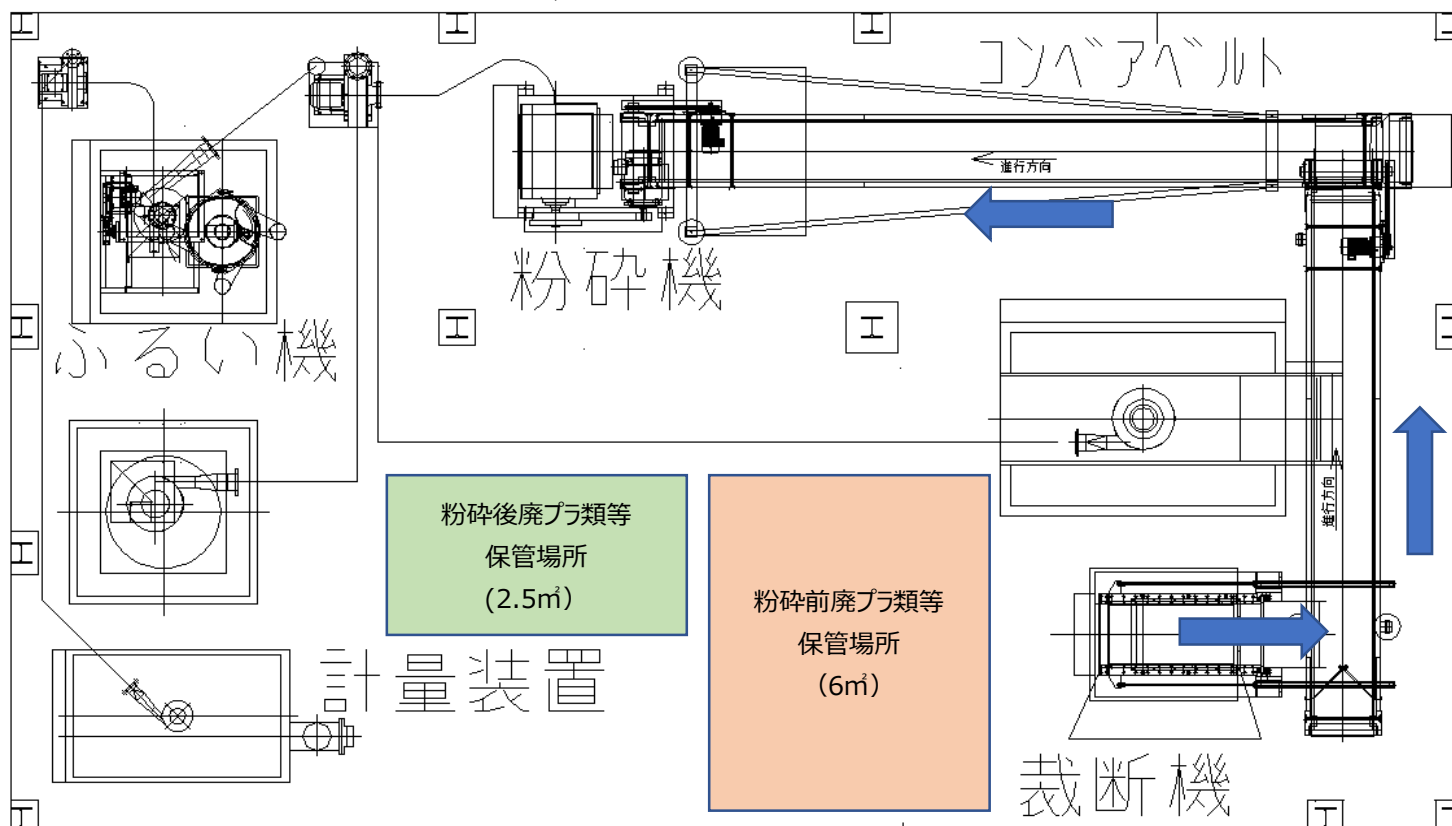 コンベアベルト
進行方向
粉砕機
ふるい機
進行方向
粉砕後廃プラ類等
保管場所
(2.5㎡)
粉砕前廃プラ類等
保管場所
（6㎡）
計量装置
裁断機